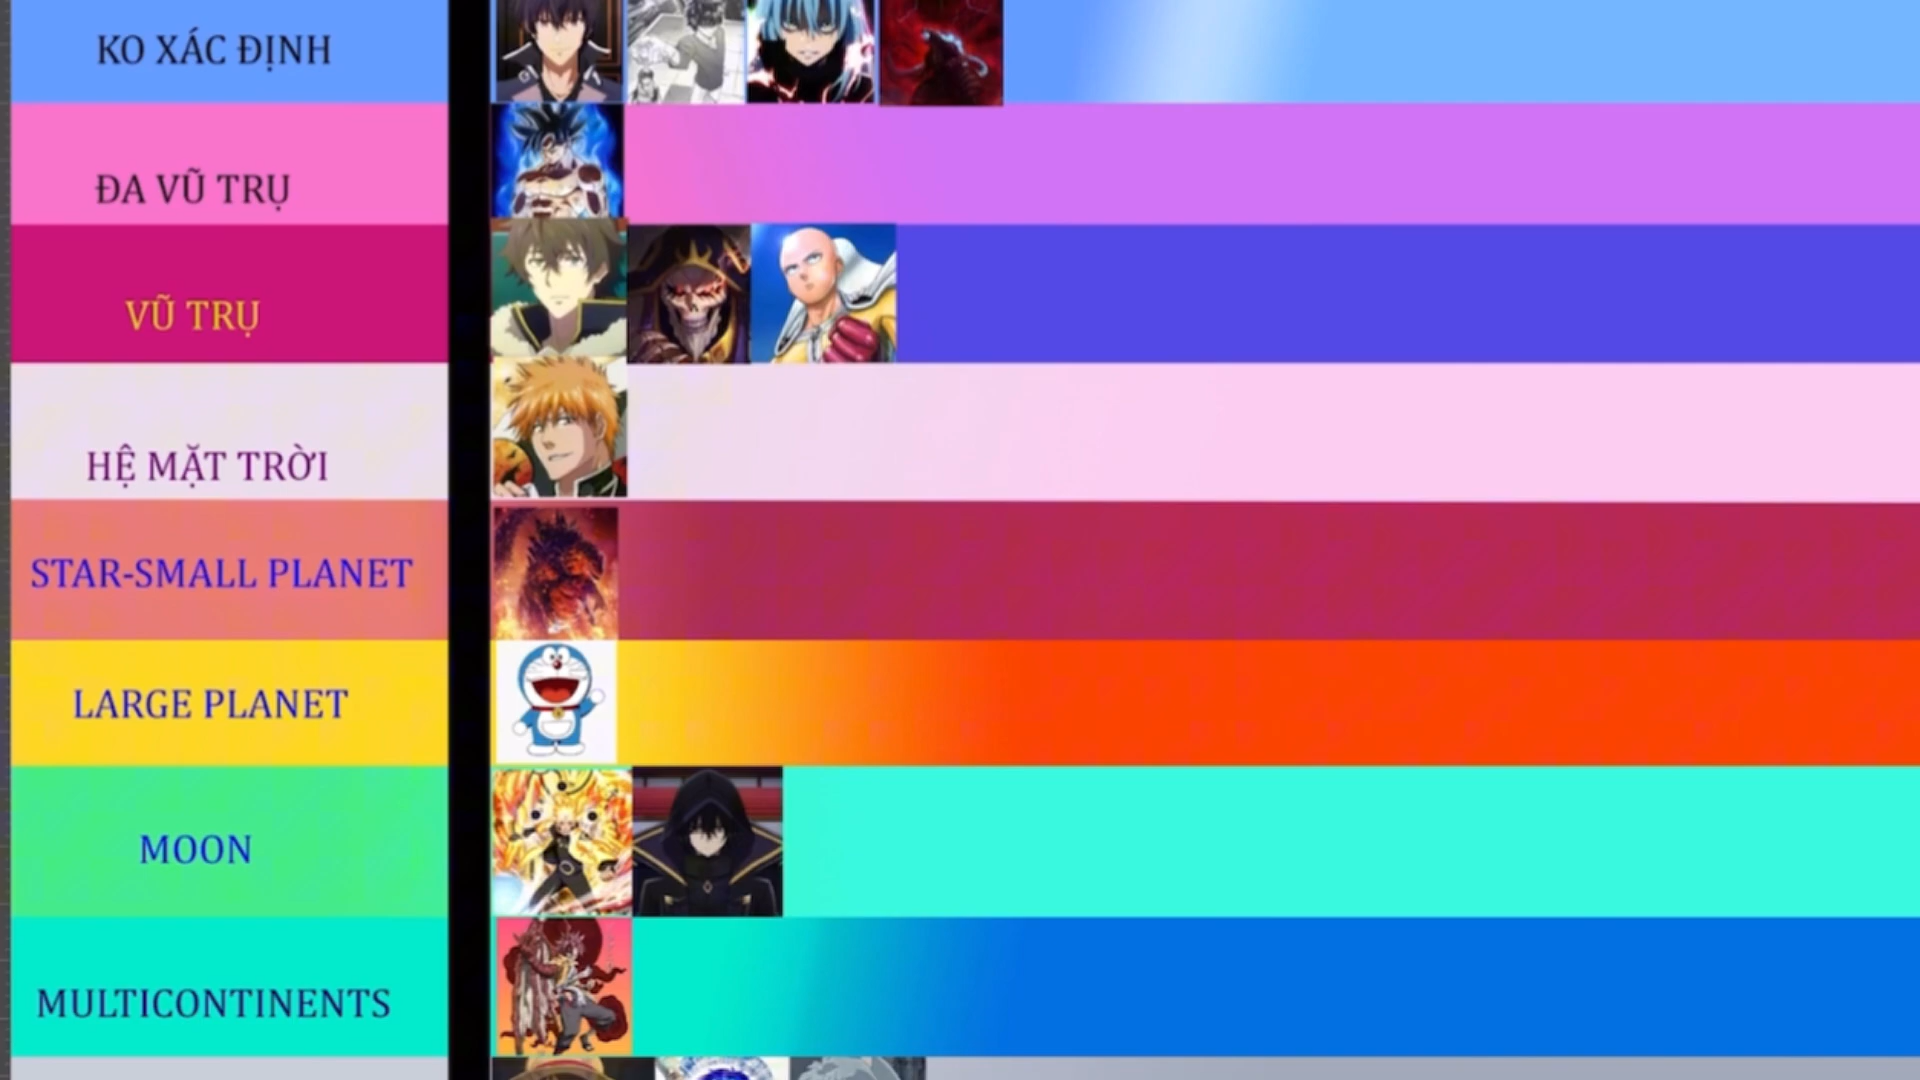 KO XÁC ĐỊNH
ĐA VŨ TRỤ
VŨ TRỤ
HỆ MẶT TRỜI
STAR-SMALL PLANET
LARGE PLANET
MOON
MULTICONTINENTS